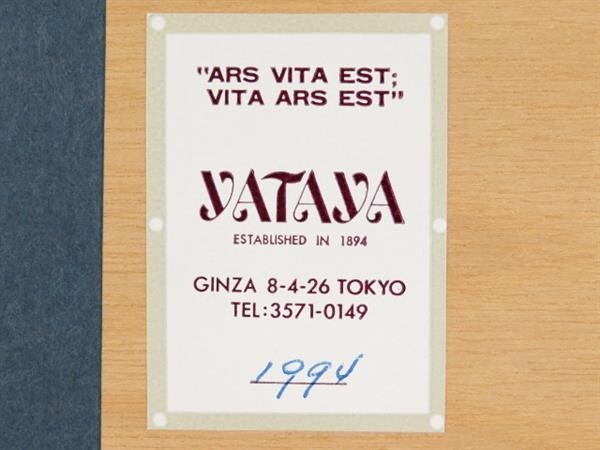 "ARS VITA EST;
VITA ARS EST"
YATAYA
ESTABLISHED IN 1894
GINZA 8-4-26 TOKYO
TEL:3571-0149
1994